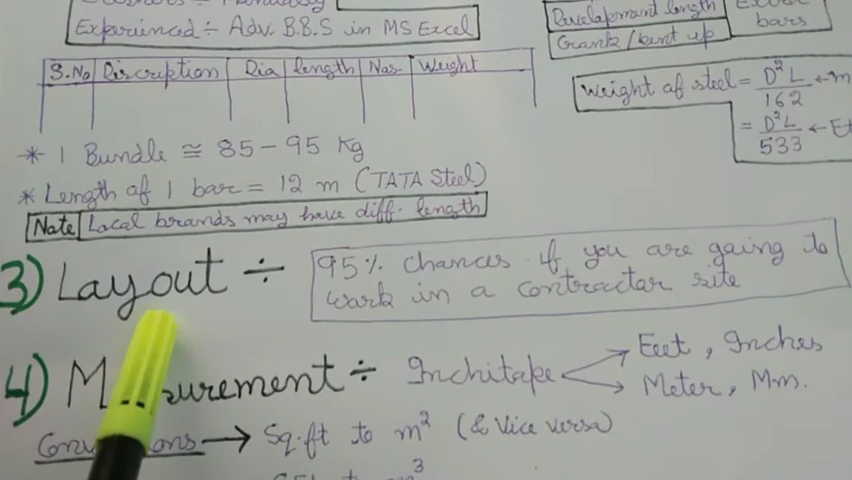 Experienced ÷ Adv. B.B.S in MS Excel
Development length
bars
Crank/bent up
S.No Discription Dia length Nos. Weight
Weight of steel = D²L / 162 ← m
= D²L / 533 ←
* 1 Bundle ≅ 85 - 95 Kg
* Length of 1 bar = 12 m (TATA Steel)
Note Local brands may have diff. length
3) Layout ÷ 95% chances if you are going to
work in a contractor site
4) M urement ÷ Inchitape → Feet, Inches
→ Meter, Mm.
→ Sq.ft to m² (& Vice versa)
m³